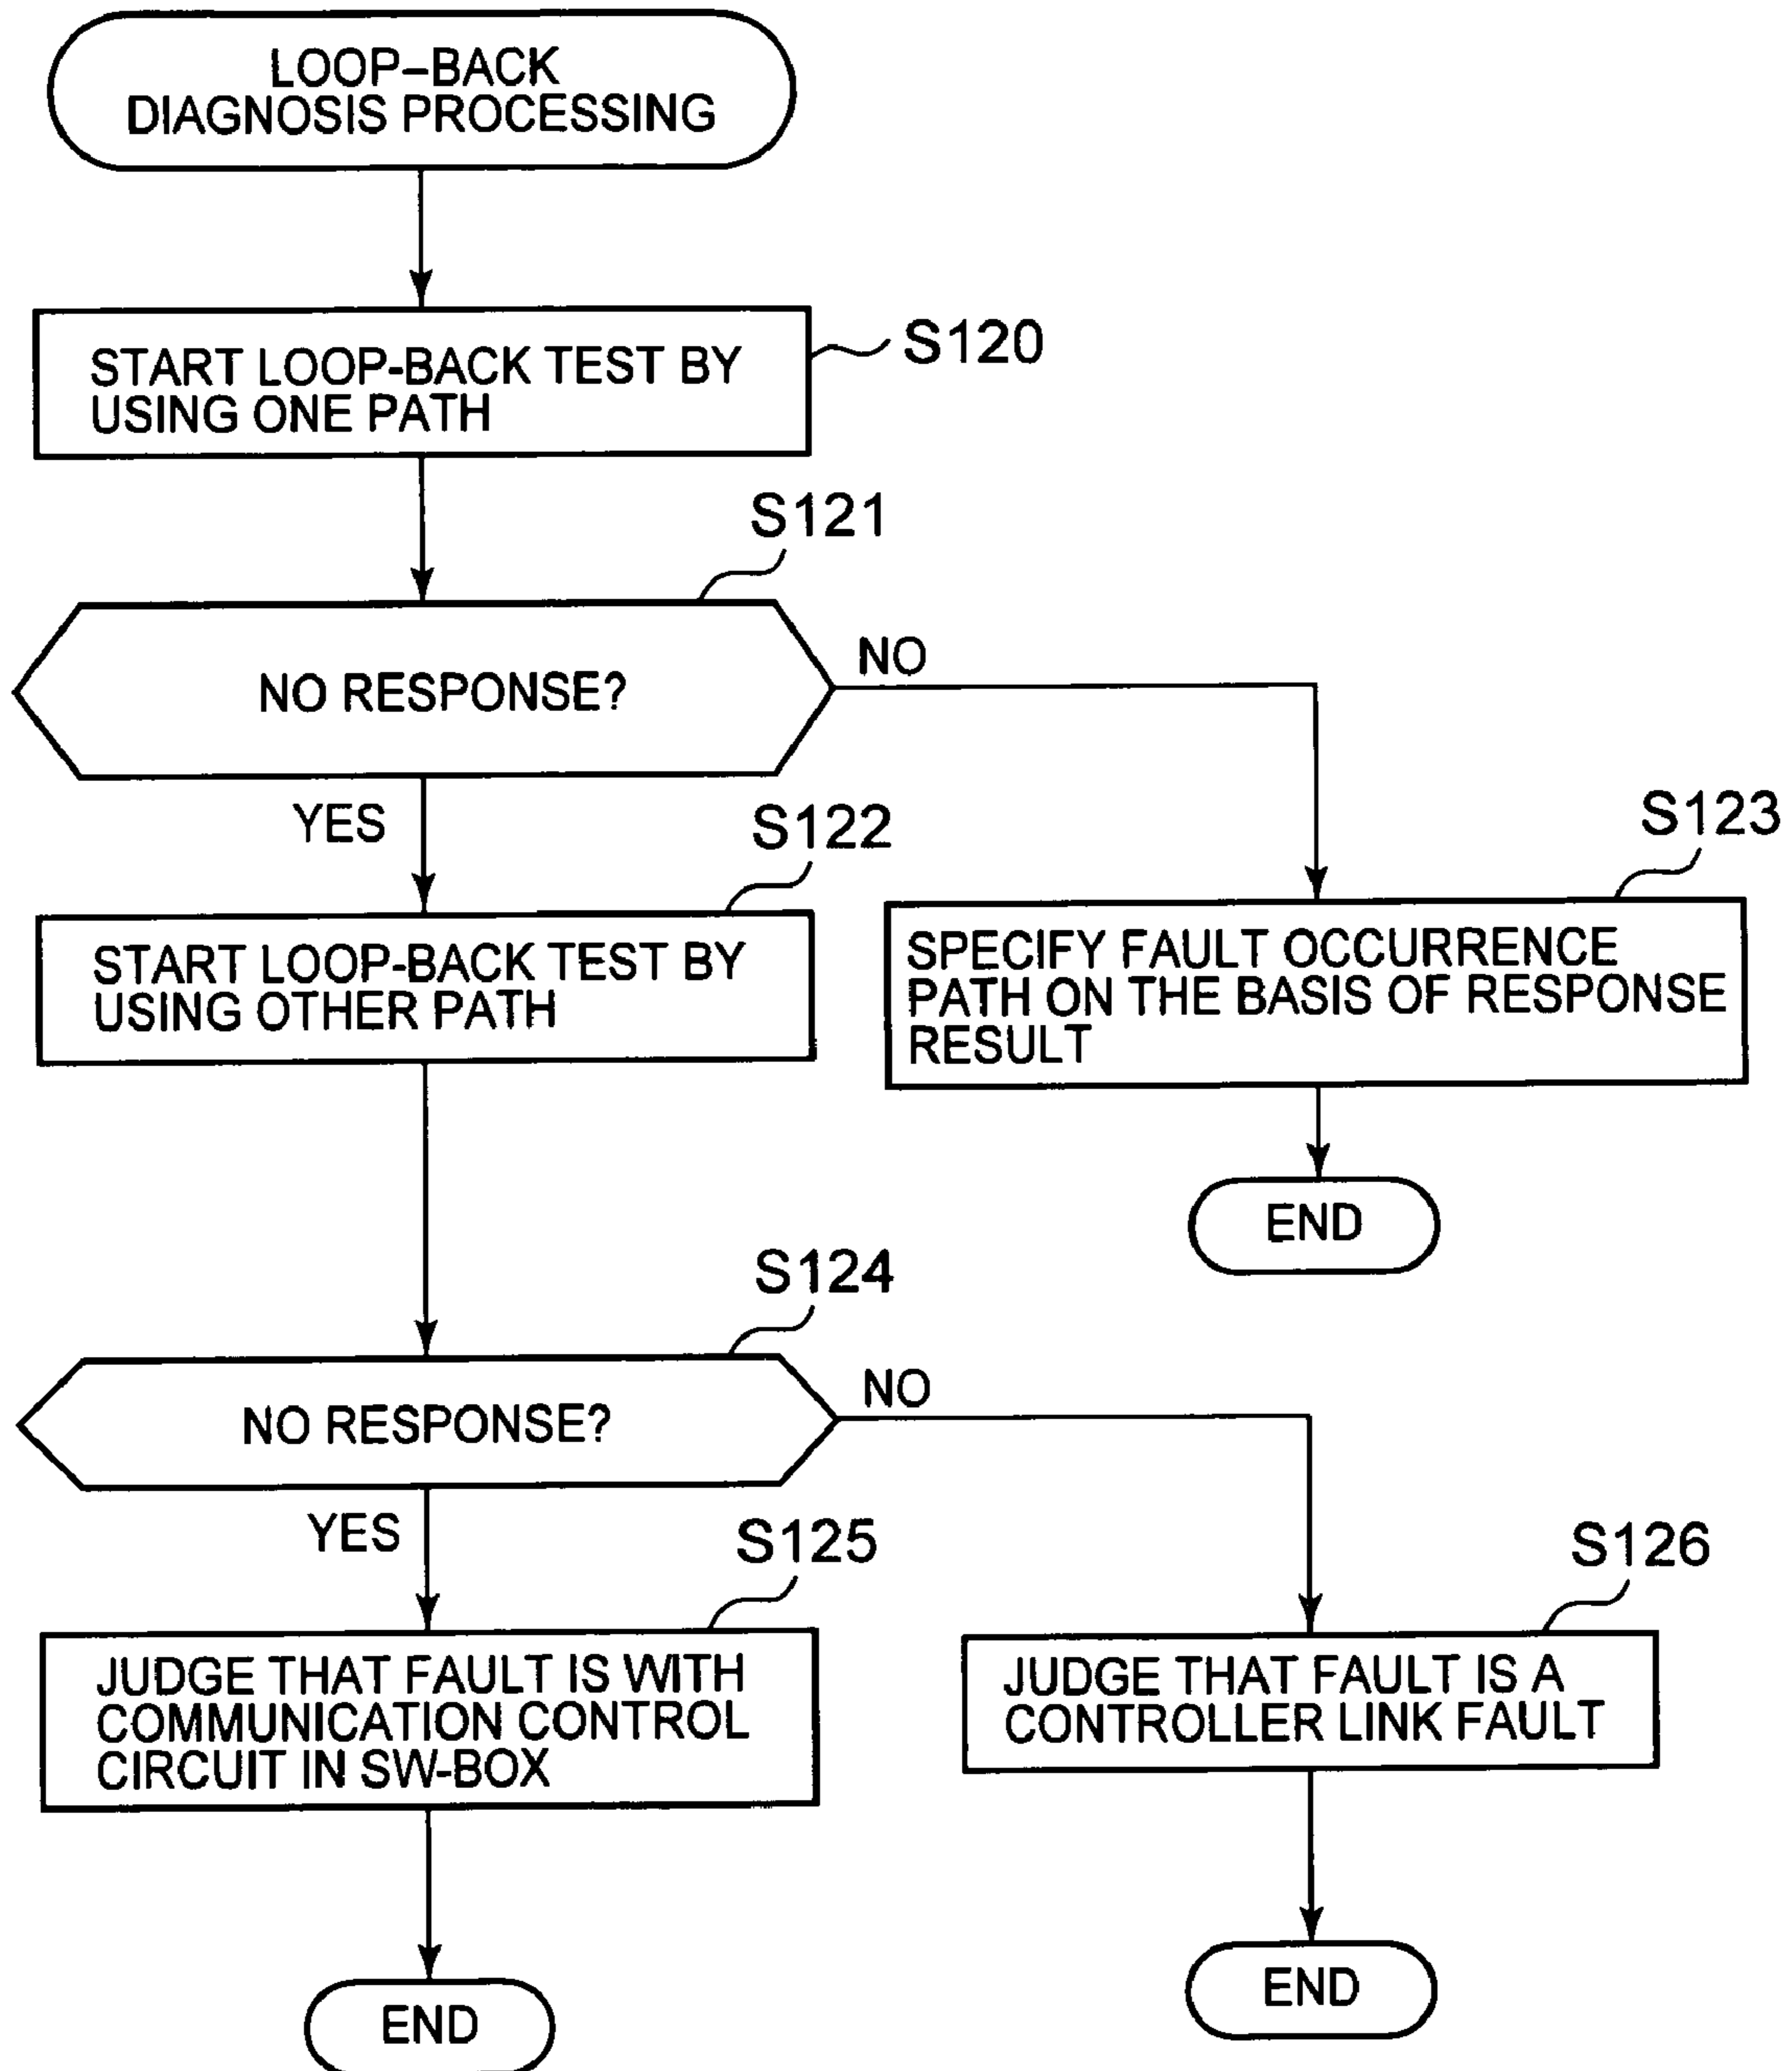 LOOP-BACK
DIAGNOSIS PROCESSING
START LOOP-BACK TEST BY
USING ONE PATH
S120
S121
NO RESPONSE?
NO
YES
S122
START LOOP-BACK TEST BY
USING OTHER PATH
S123
SPECIFY FAULT OCCURRENCE
PATH ON THE BASIS OF RESPONSE
RESULT
END
S124
NO RESPONSE?
NO
YES
S125
JUDGE THAT FAULT IS WITH
COMMUNICATION CONTROL
CIRCUIT IN SW-BOX
END
S126
JUDGE THAT FAULT IS A
CONTROLLER LINK FAULT
END